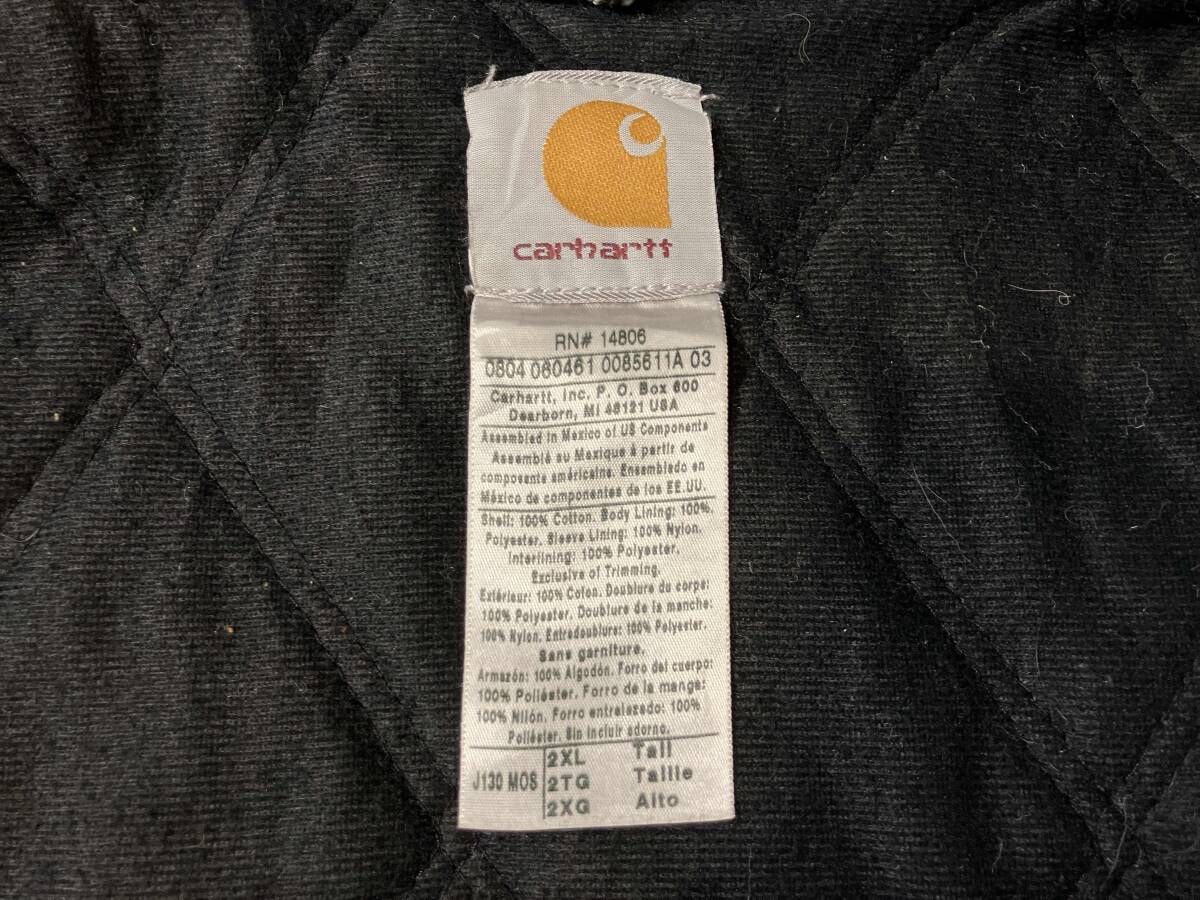 carhartt
RN# 14806
0804 060461 0085611A 03
Carhartt, Inc. P. O. Box 600
Dearborn, MI 48121 USA
Assembled in Mexico of US Components
Assemblé au Mexique à partir de
composants américains. Ensamblado en
México de componentes de los EE.UU.
Shell: 100% Cotton. Body Lining: 100%
Polyester. Sleeve Lining: 100% Nylon.
Interlining: 100% Polyester.
Exclusive of Trimming.
Extérieur: 100% Coton. Doublure du corps:
100% Polyester. Doublure de la manche:
100% Nylon. Entredoublure: 100% Polyester.
Sans garniture.
Armazón: 100% Algodón. Forro del cuerpo:
100% Poliéster. Forro de la manga:
100% Nilón. Forro entrelazado: 100%
Poliéster. Sin incluir adorno.
J130 MOS
2XL Tall
2TG Taille
2XG Alto